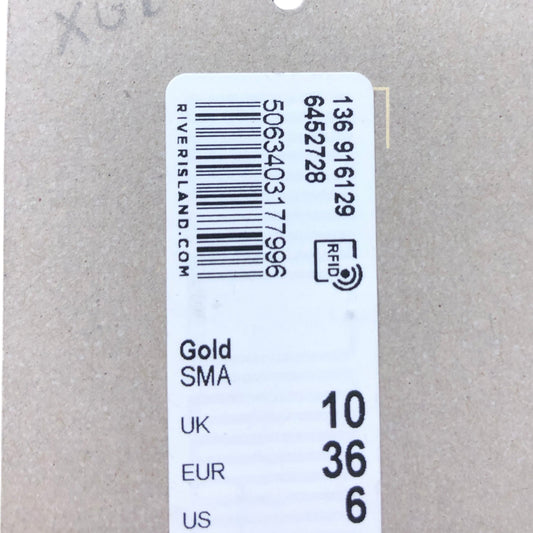 136 916129
6452728
RFID
5063403177996
RIVERISLAND.COM
Gold
SMA
UK 10
EUR 36
US 6